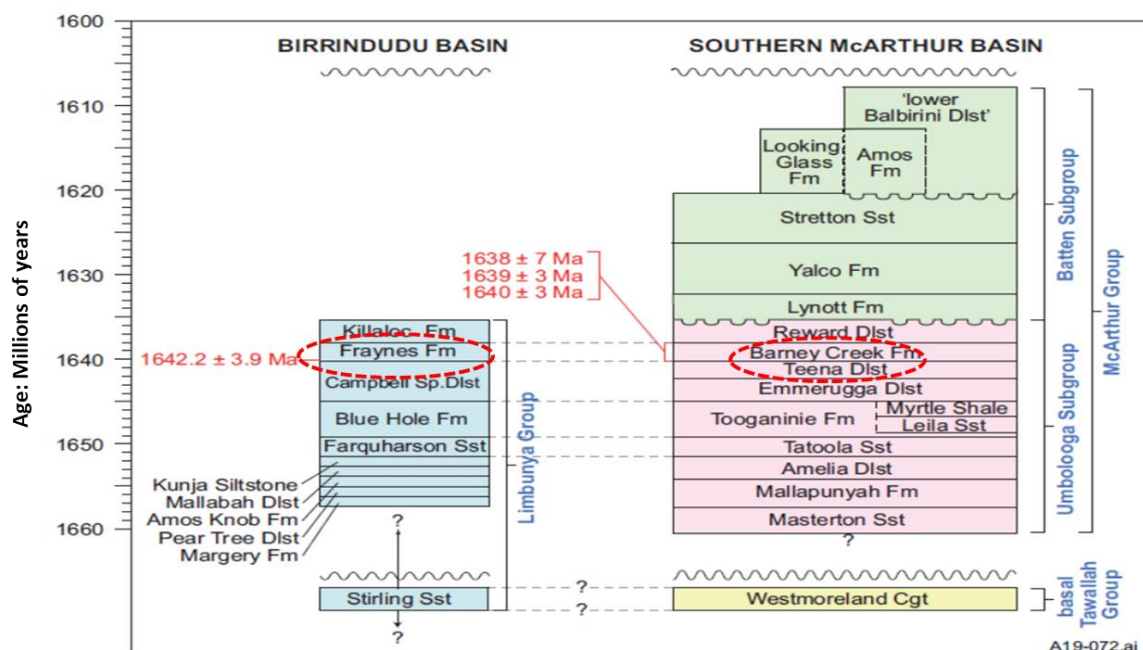 1600
1610
1620
1630
1640
1650
1660
Age: Millions of years
BIRRINDUDU BASIN
1642.2 ± 3.9 Ma
Fm
Fraynes Fm
Campbell Sp.Dlst
Blue Hole Fm
Farquharson Sst
Kunja Siltstone
Mallabah Dlst
Amos Knob Fm
Pear Tree Dlst
Margery Fm
?
Stirling Sst
?
Limbunya Group
?
?
1638 ± 7 Ma
1639 ± 3 Ma
1640 ± 3 Ma
SOUTHERN McARTHUR BASIN
'lower
Balbirini Dlst'
Looking
Glass
Fm
Amos
Fm
Stretton Sst
Yalco Fm
Lynott Fm
Reward Dlst
Barney Creek Fm
Teena Dlst
Emmerugga Dlst
Tooganinie Fm
Myrtle Shale
Leila Sst
Tatoola Sst
Amelia Dlst
Mallapunyah Fm
Masterton Sst
?
Westmoreland Cgt
Batten Subgroup
Umbolooga Subgroup
McArthur Group
basal
Tawallah
Group
A19-072.ai